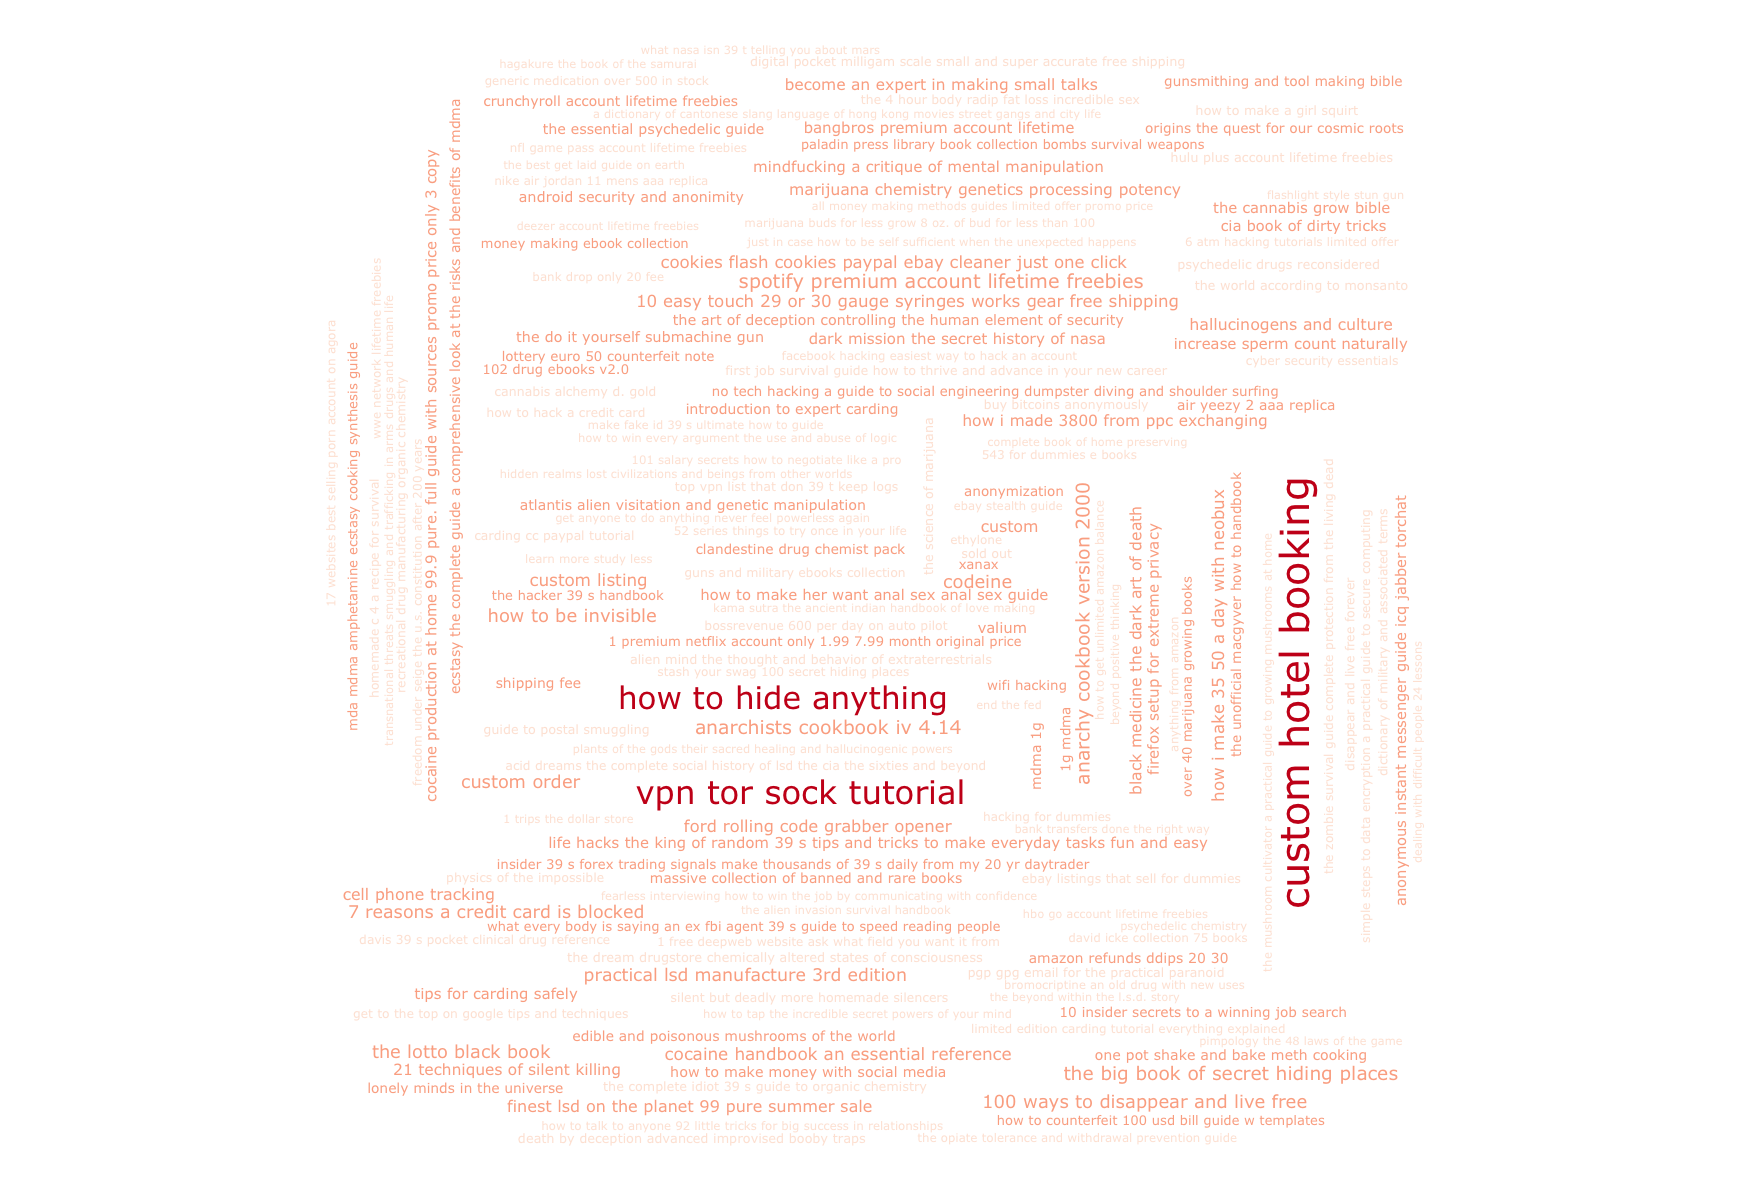 what nasa isn 39 t telling you about mars
hagakure the book of the samurai
digital pocket milligam scale small and super accurate free shipping
generic medication over 500 in stock
become an expert in making small talks
gunsmithing and tool making bible
crunchyroll account lifetime freebies
the 4 hour body radip fat loss incredible sex
a dictionary of cantonese slang language of hong kong movies street gangs and city life
how to make a girl squirt
the essential psychedelic guide
bangbros premium account lifetime
origins the quest for our cosmic roots
nfl game pass account lifetime freebies
paladin press library book collection bombs survival weapons
hulu plus account lifetime freebies
the best get laid guide on earth
mindfucking a critique of mental manipulation
nike air jordan 11 mens aaa replica
marijuana chemistry genetics processing potency
flashlight style stun gun
android security and anonimity
all money making methods guides limited offer promo price
the cannabis grow bible
deezer account lifetime freebies
marijuana buds for less grow 8 oz. of bud for less than 100
cia book of dirty tricks
money making ebook collection
just in case how to be self sufficient when the unexpected happens
6 atm hacking tutorials limited offer
cookies flash cookies paypal ebay cleaner just one click
psychedelic drugs reconsidered
bank drop only 20 fee
spotify premium account lifetime freebies
the world according to monsanto
10 easy touch 29 or 30 gauge syringes works gear free shipping
the art of deception controlling the human element of security
hallucinogens and culture
the do it yourself submachine gun
dark mission the secret history of nasa
increase sperm count naturally
lottery euro 50 counterfeit note
facebook hacking easiest way to hack an account
cyber security essentials
102 drug ebooks v2.0
first job survival guide how to thrive and advance in your new career
cannabis alchemy d. gold
no tech hacking a guide to social engineering dumpster diving and shoulder surfing
how to hack a credit card
introduction to expert carding
buy bitcoins anonymously
air yeezy 2 aaa replica
make fake id 39 s ultimate how to guide
how i made 3800 from ppc exchanging
how to win every argument the use and abuse of logic
complete book of home preserving
101 salary secrets how to negotiate like a pro
543 for dummies e books
hidden realms lost civilizations and beings from other worlds
top vpn list that don 39 t keep logs
anonymization
atlantis alien visitation and genetic manipulation
ebay stealth guide
get anyone to do anything never feel powerless again
custom
carding cc paypal tutorial
52 series things to try once in your life
ethylone
clandestine drug chemist pack
sold out
learn more study less
xanax
guns and military ebooks collection
custom listing
codeine
the hacker 39 s handbook
how to make her want anal sex anal sex guide
kama sutra the ancient indian handbook of love making
how to be invisible
bossrevenue 600 per day on auto pilot
valium
1 premium netflix account only 1.99 7.99 month original price
alien mind the thought and behavior of extraterrestrials
stash your swag 100 secret hiding places
shipping fee
how to hide anything
wifi hacking
end the fed
guide to postal smuggling
anarchists cookbook iv 4.14
plants of the gods their sacred healing and hallucinogenic powers
acid dreams the complete social history of lsd the cia the sixties and beyond
custom order
vpn tor sock tutorial
17 websites best selling porn account on agora
mda mdma amphetamine ecstasy cooking synthesis guide
homemade c 4 a recipe for survival
wwe network lifetime freebies
transnational threats smuggling and trafficking in arms drugs and human life
recreational drug manufacturing organic chemistry
freedom under seige the u.s. constitution after 200 years
cocaine production at home 99.9 pure. full guide with sources promo price only 3 copy
ecstasy the complete guide a comprehensive look at the risks and benefits of mdma
the science of marijuana
mdma 1g
1g mdma
anarchy cookbook version 2000
how to get unlimited amazon balance
beyond positive thinking
black medicine the dark art of death
firefox setup for extreme privacy
anything from amazon
over 40 marijuana growing books
how i make 35 50 a day with neobux
the unofficial macgyver how to handbook
the mushroom cultivator a practical guide to growing mushrooms at home
custom hotel booking
the zombie survival guide complete protection from the living dead
disappear and live free forever
simple steps to data encryption a practical guide to secure computing
dictionary of military and associated terms
anonymous instant messenger guide icq jabber torchat
dealing with difficult people 24 lessons
1 trips the dollar store
ford rolling code grabber opener
hacking for dummies
bank transfers done the right way.
life hacks the king of random 39 s tips and tricks to make everyday tasks fun and easy
insider 39 s forex trading signals make thousands of 39 s daily from my 20 yr daytrader
physics of the impossible
massive collection of banned and rare books
ebay listings that sell for dummies
cell phone tracking
fearless interviewing how to win the job by communicating with confidence
7 reasons a credit card is blocked
the alien invasion survival handbook
hbo go account lifetime freebies
what every body is saying an ex fbi agent 39 s guide to speed reading people
psychedelic chemistry
davis 39 s pocket clinical drug reference
1 free deepweb website ask what field you want it from
david icke collection 75 books
the dream drugstore chemically altered states of consciousness
amazon refunds ddips 20 30
practical lsd manufacture 3rd edition
pgp gpg email for the practical paranoid
bromocriptine an old drug with new uses
tips for carding safely
silent but deadly more homemade silencers
the beyond within the l.s.d. story
get to the top on google tips and techniques
how to tap the incredible secret powers of your mind
10 insider secrets to a winning job search
limited edition carding tutorial everything explained
edible and poisonous mushrooms of the world
pimpology the 48 laws of the game
the lotto black book
cocaine handbook an essential reference
one pot shake and bake meth cooking
21 techniques of silent killing
how to make money with social media
the big book of secret hiding places
lonely minds in the universe
the complete idiot 39 s guide to organic chemistry
finest lsd on the planet 99 pure summer sale
100 ways to disappear and live free
how to counterfeit 100 usd bill guide w templates
how to talk to anyone 92 little tricks for big success in relationships
death by deception advanced improvised booby traps
the opiate tolerance and withdrawal prevention guide